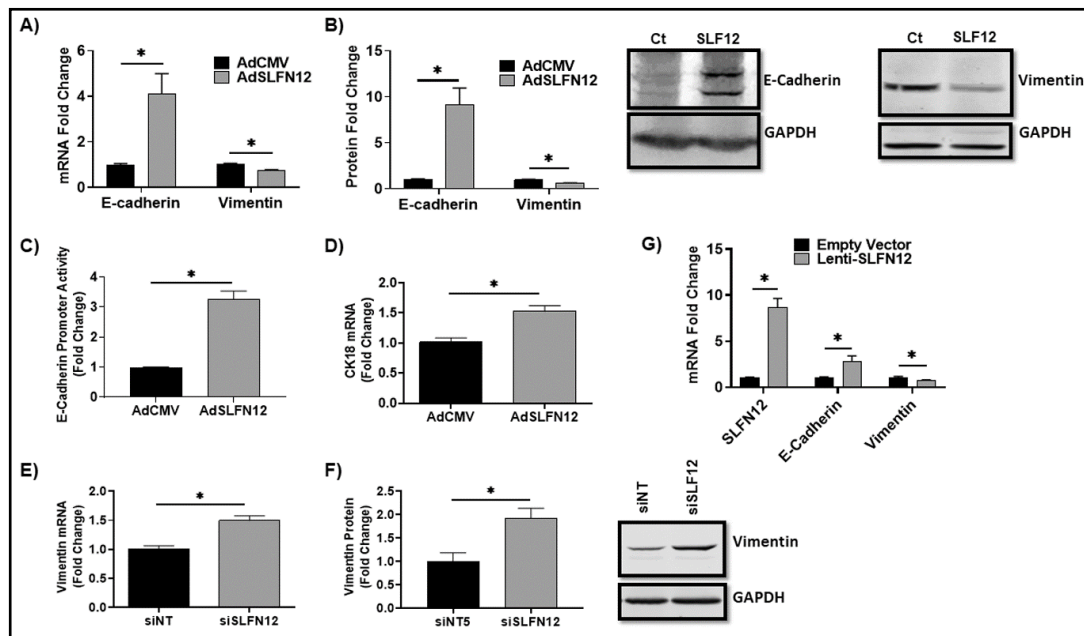 A)
mRNA Fold Change
6
4
2
0
*
*
AdCMV
AdSLFN12
E-cadherin
Vimentin
B)
Protein Fold Change
15
10
5
0
*
*
AdCMV
AdSLFN12
E-cadherin
Vimentin
Ct SLF12
E-Cadherin
GAPDH
Ct SLF12
Vimentin
GAPDH
C)
E-Cadherin Promoter Activity
(Fold Change)
4
3
2
1
0
*
AdCMV
AdSLFN12
D)
CK18 mRNA
(Fold Change)
2.0
1.5
1.0
0.5
0.0
*
AdCMV
AdSLFN12
G)
Empty Vector
Lenti-SLFN12
mRNA Fold Change
15
10
5
0
*
*
*
SLFN12
E-Cadherin
Vimentin
E)
Vimentin mRNA
(Fold Change)
2.0
1.5
1.0
0.5
0.0
*
siNT
siSLFN12
F)
Vimentin Protein
(Fold Change)
2.5
2.0
1.5
1.0
0.5
0.0
*
siNT5
siSLFN12
siNT
siSLF12
Vimentin
GAPDH